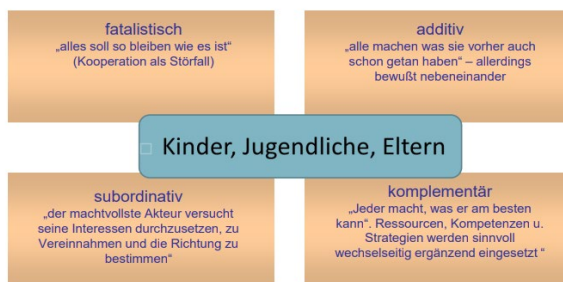 fatalistisch
„alles soll so bleiben wie es ist“
(Kooperation als Störfall)
additiv
„alle machen was sie vorher auch
schon getan haben“ – allerdings
bewußt nebeneinander
Kinder, Jugendliche, Eltern
subordinativ
„der machtvollste Akteur versucht
seine Interessen durchzusetzen, zu
Vereinnahmen und die Richtung zu
bestimmen“
komplementär
„Jeder macht, was er am besten
kann“. Ressourcen, Kompetenzen u.
Strategien werden sinnvoll
wechselseitig ergänzend eingesetzt “